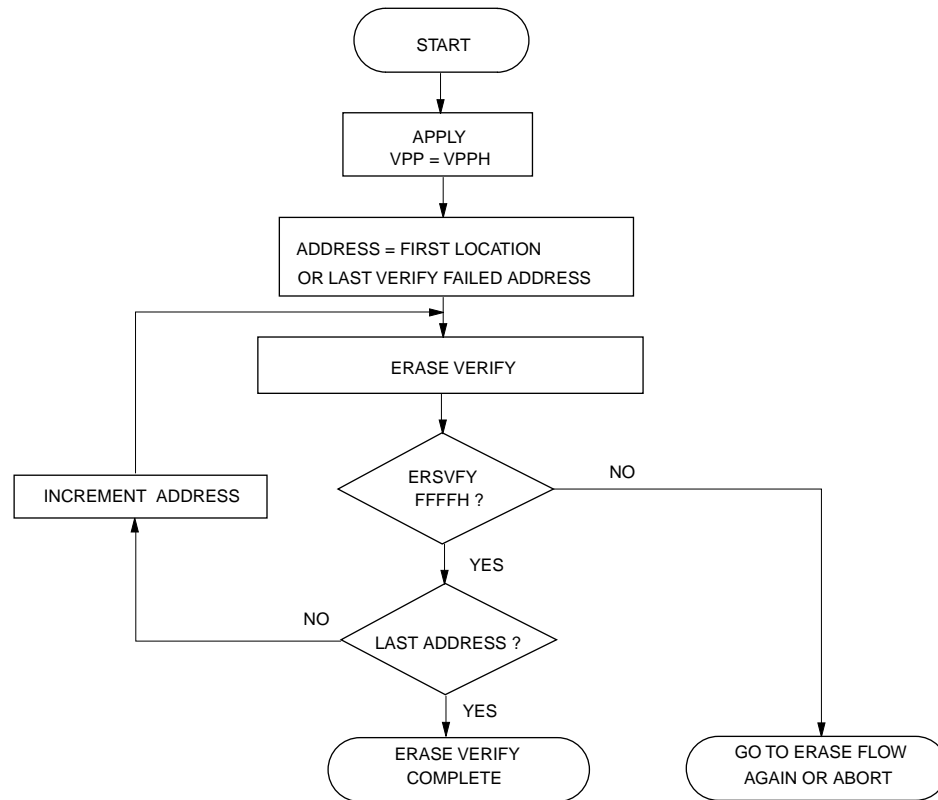 START
APPLY
VPP = VPPH
ADDRESS = FIRST LOCATION
OR LAST VERIFY FAILED ADDRESS
ERASE VERIFY
ERSVFY
FFFFH ?
NO
INCREMENT ADDRESS
YES
NO
LAST ADDRESS ?
YES
ERASE VERIFY
COMPLETE
GO TO ERASE FLOW
AGAIN OR ABORT